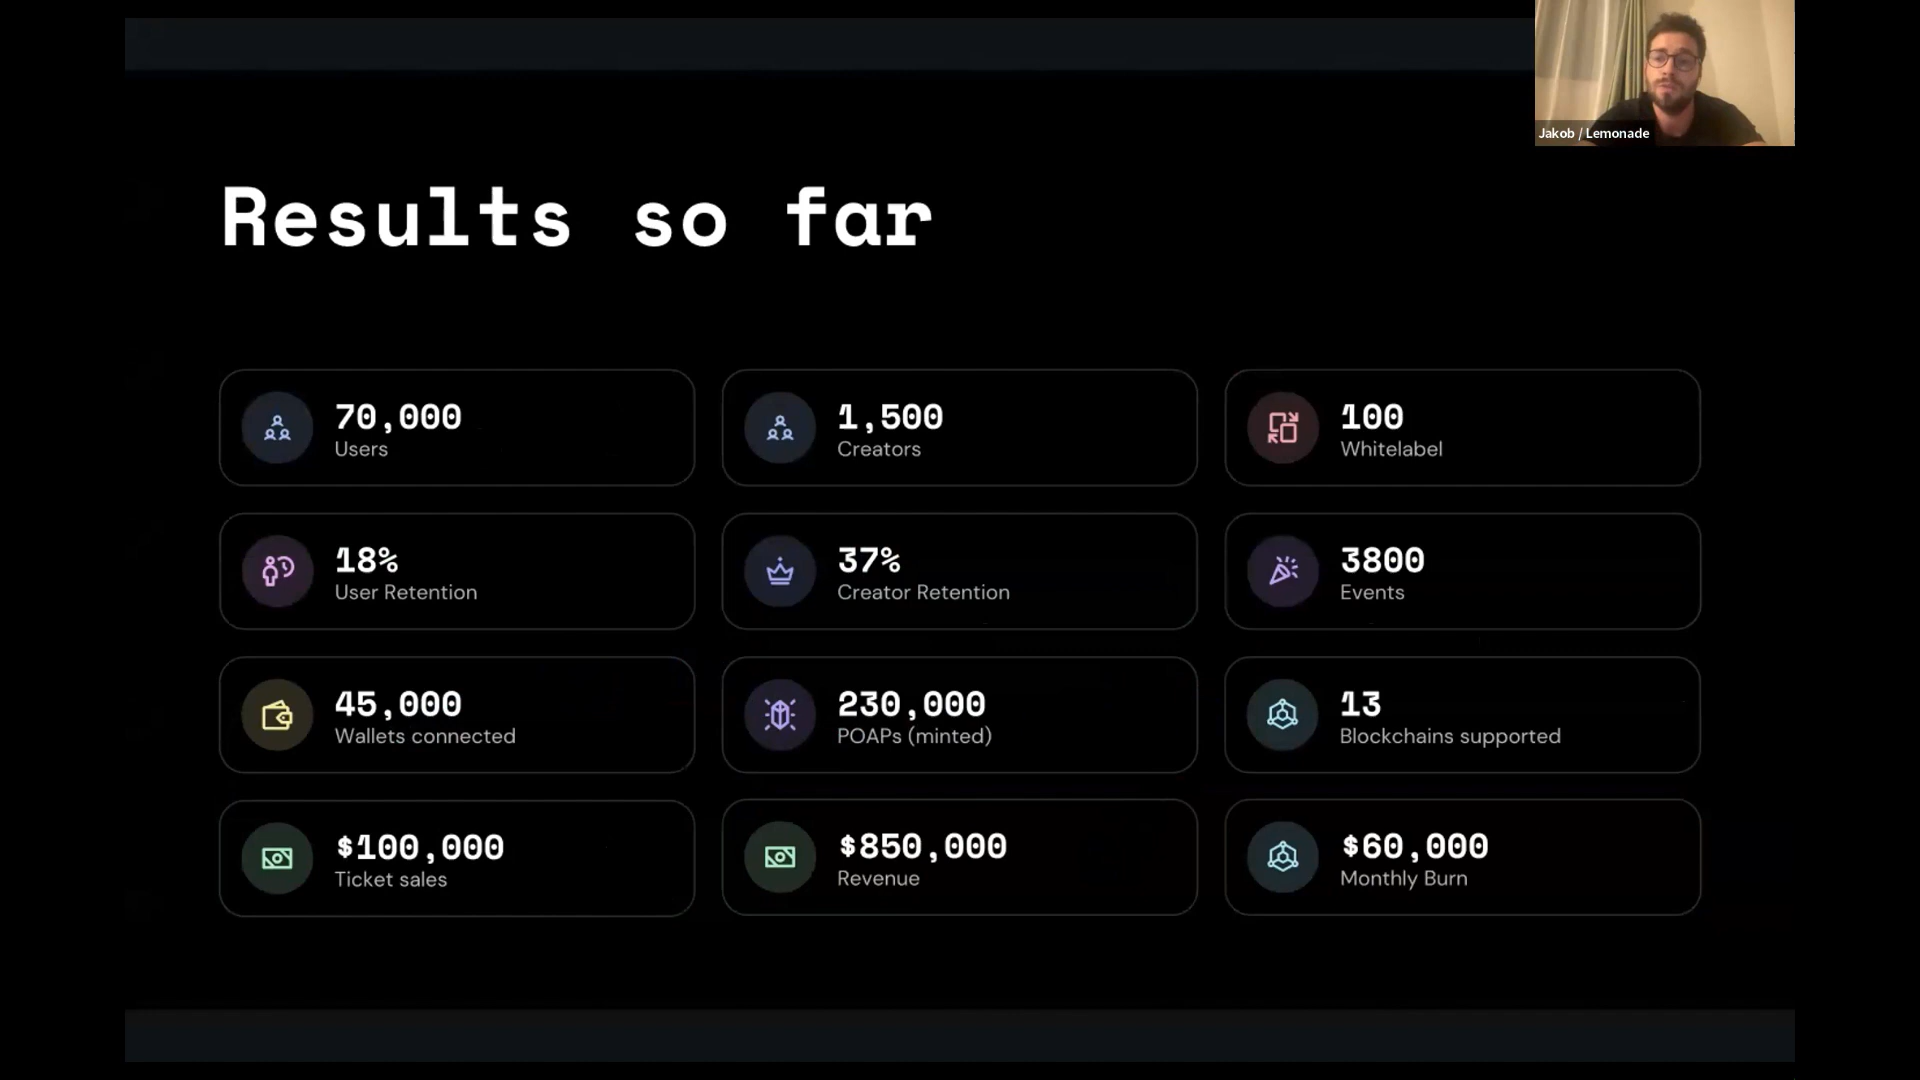 Jakob / Lemonade
Results so far
70,000
Users
1,500
Creators
100
Whitelabel
18%
User Retention
37%
Creator Retention
3800
Events
45,000
Wallets connected
230,000
POAPs (minted)
13
Blockchains supported
$100,000
Ticket sales
$850,000
Revenue
$60,000
Monthly Burn